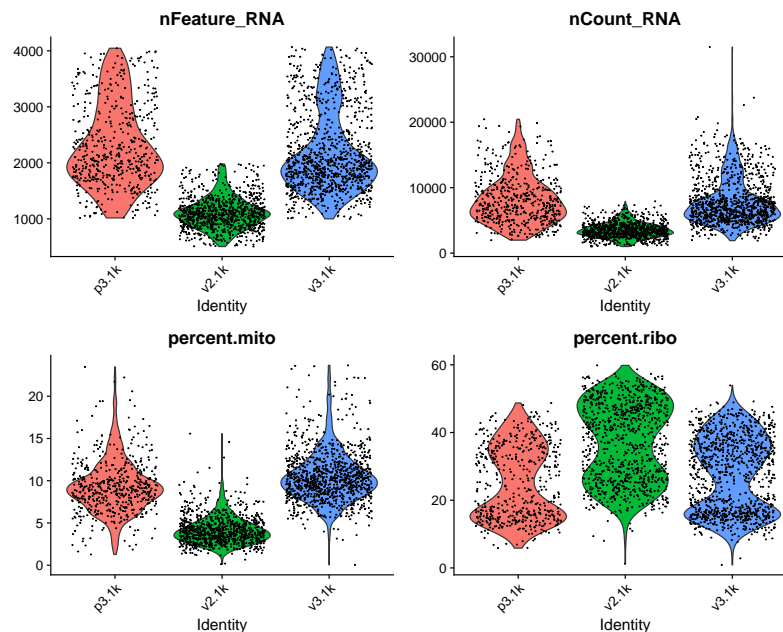 nFeature_RNA
4000
3000
2000
1000
p3.1k
v2.1k
v3.1k
Identity
nCount_RNA
30000
20000
10000
0
p3.1k
v2.1k
v3.1k
Identity
percent.mito
20
15
10
5
0
p3.1k
v2.1k
v3.1k
Identity
percent.ribo
60
40
20
0
p3.1k
v2.1k
v3.1k
Identity